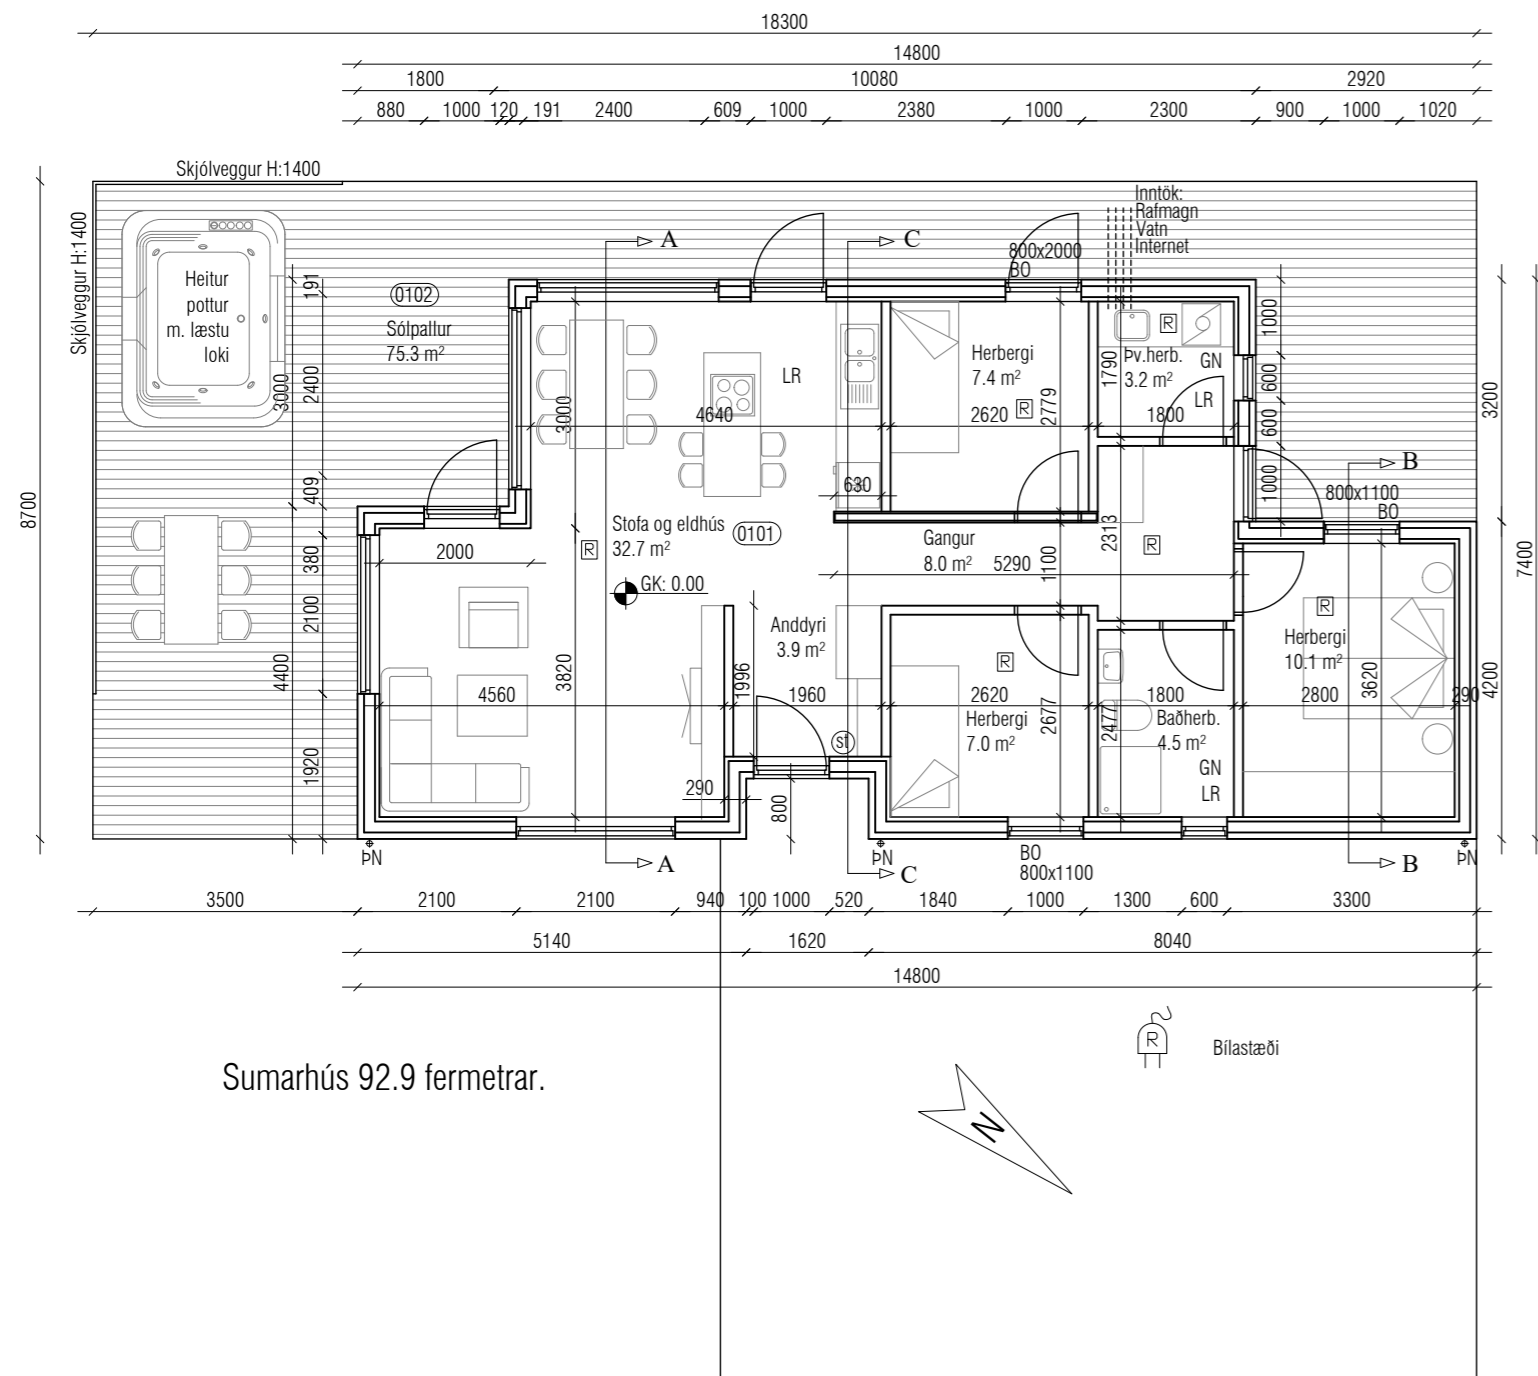 18300
14800
1800 10080 2920
880 1000 120 191 2400 609 1000 2380 1000 2300 900 1000 1020
Skjólveggur H:1400
Skjólveggur H:1400
8700
Inntök:
Rafmagn
Vatn
Internet
A
C
800x2000
BO
Heitur
pottur
m. læstu
loki
0102
Sólpallur
75.3 m²
191
2400
3000
409
380
2100
4400
1920
3000
4640
LR
630
Herbergi
7.4 m²
R
2620
2779
1790
R
Þv.herb.
3.2 m²
GN
LR
1800
1000
600
600
1000
3200
7400
4200
B
800x1100
BO
2000
R
Stofa og eldhús
32.7 m²
0101
GK: 0.00
Gangur
8.0 m²
5290
1100
2313
R
3820
4560
Anddyri
3.9 m²
1996
1960
st
290
800
R
2620
2677
Herbergi
7.0 m²
1800
2477
Baðherb.
4.5 m²
GN
LR
R
Herbergi
10.1 m²
2800
3620
290
ÞN
A
ÞN
C
BO
800x1100
B
ÞN
3500 2100 2100 940 100 1000 520 1840 1000 1300 600 3300
5140 1620 8040
14800
R
Bílastæði
Sumarhús 92.9 fermetrar.
N